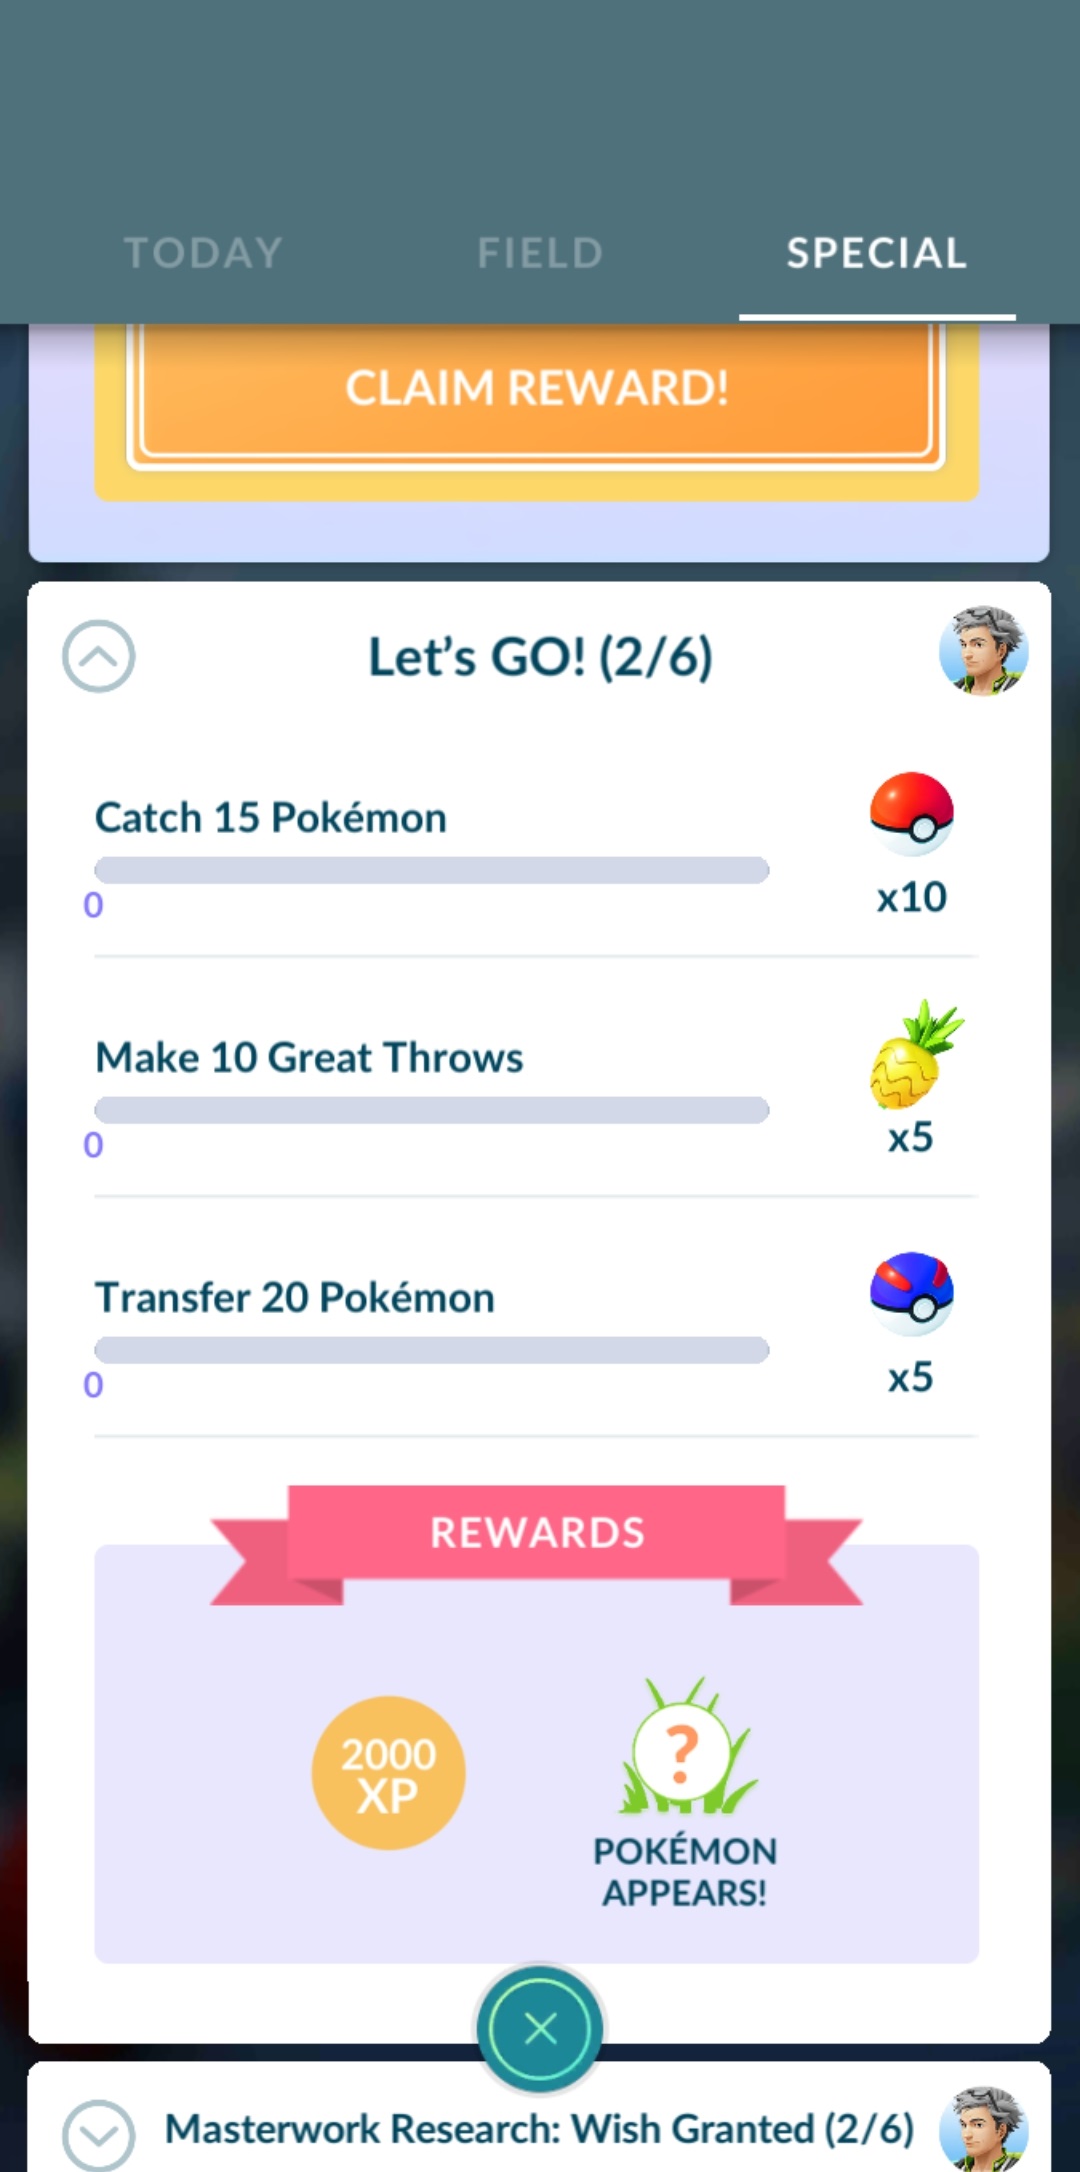 TODAY FIELD SPECIAL
CLAIM REWARD!
Let’s GO! (2/6)
Catch 15 Pokémon
0
x10
Make 10 Great Throws
0
x5
Transfer 20 Pokémon
0
x5
REWARDS
2000
XP
?
POKÉMON
APPEARS!
Masterwork Research: Wish Granted (2/6)